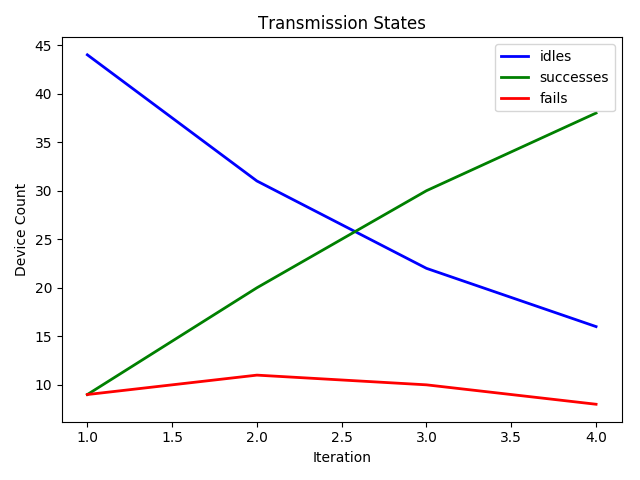 Transmission States
45
40
35
30
25
20
15
10
Device Count
idles
successes
fails
1.0 1.5 2.0 2.5 3.0 3.5 4.0
Iteration